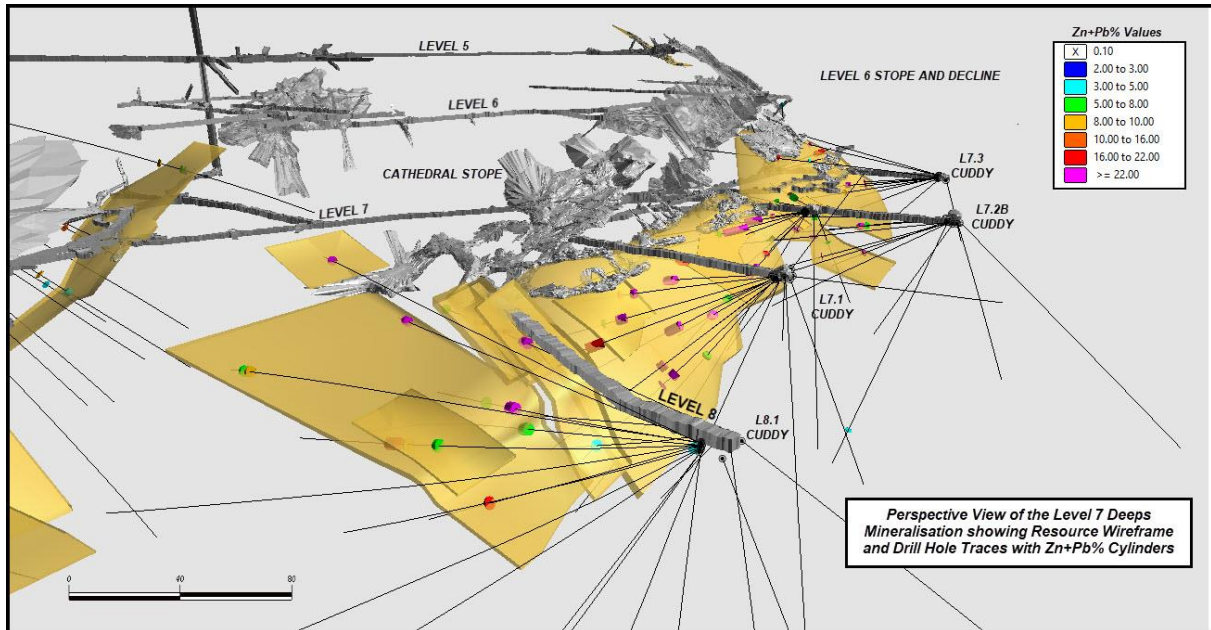 LEVEL 5
Zn+Pb% Values
X 0.10
2.00 to 3.00
3.00 to 5.00
5.00 to 8.00
8.00 to 10.00
10.00 to 16.00
16.00 to 22.00
>= 22.00
LEVEL 6 STOPE AND DECLINE
LEVEL 6
CATHEDRAL STOPE
L7.3
CUDDY
LEVEL 7
L7.2B
CUDDY
L7.1
CUDDY
LEVEL 8
L8.1
CUDDY
Perspective View of the Level 7 Deeps
Mineralisation showing Resource Wireframe
and Drill Hole Traces with Zn+Pb% Cylinders
0 40 80